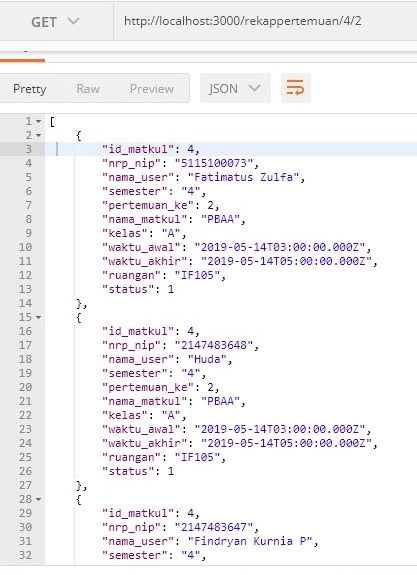 GET http://localhost:3000/rekappertemuan/4/2
Pretty Raw Preview JSON
1 [
2 {
3 "id_matkul": 4,
4 "nrp_nip": "5115100073",
5 "nama_user": "Fatimatus Zulfa",
6 "semester": "4",
7 "pertemuan_ke": 2,
8 "nama_matkul": "PBAA",
9 "kelas": "A",
10 "waktu_awal": "2019-05-14T03:00:00.000Z",
11 "waktu_akhir": "2019-05-14T05:00:00.000Z",
12 "ruangan": "IF105",
13 "status": 1
14 },
15 {
16 "id_matkul": 4,
17 "nrp_nip": "2147483648",
18 "nama_user": "Huda",
19 "semester": "4",
20 "pertemuan_ke": 2,
21 "nama_matkul": "PBAA",
22 "kelas": "A",
23 "waktu_awal": "2019-05-14T03:00:00.000Z",
24 "waktu_akhir": "2019-05-14T05:00:00.000Z",
25 "ruangan": "IF105",
26 "status": 1
27 },
28 {
29 "id_matkul": 4,
30 "nrp_nip": "2147483647",
31 "nama_user": "Findryan Kurnia P",
32 "semester": "4",